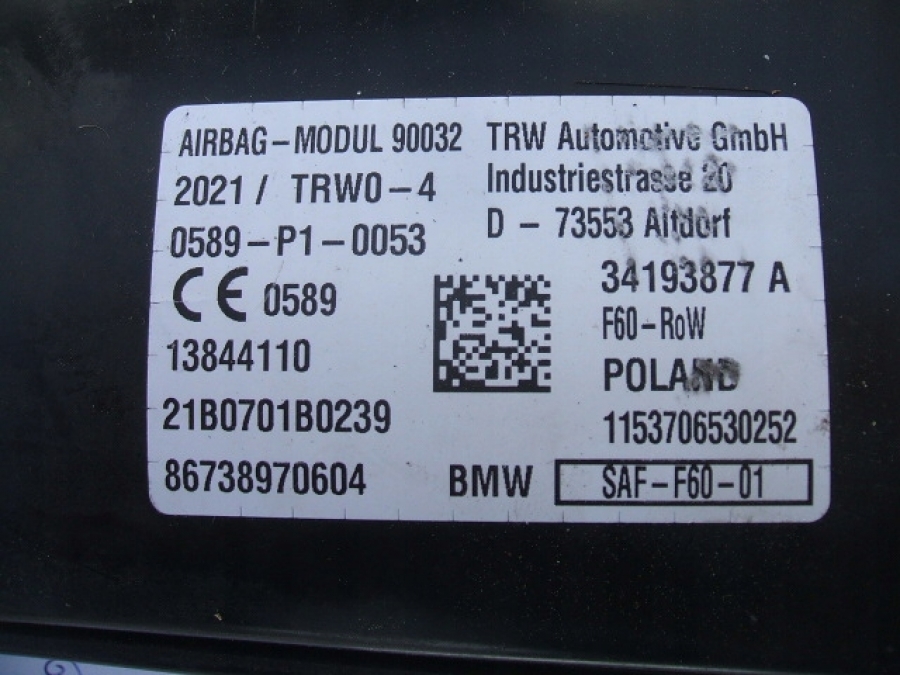 AIRBAG-MODUL 90032
2021 / TRW0-4
0589-P1-0053
CE 0589
13844110
21B0701B0239
86738970604
TRW Automotive GmbH
Industriestrasse 20
D - 73553 Altdorf
34193877 A
F60-RoW
POLAND
1153706530252
BMW SAF-F60-01